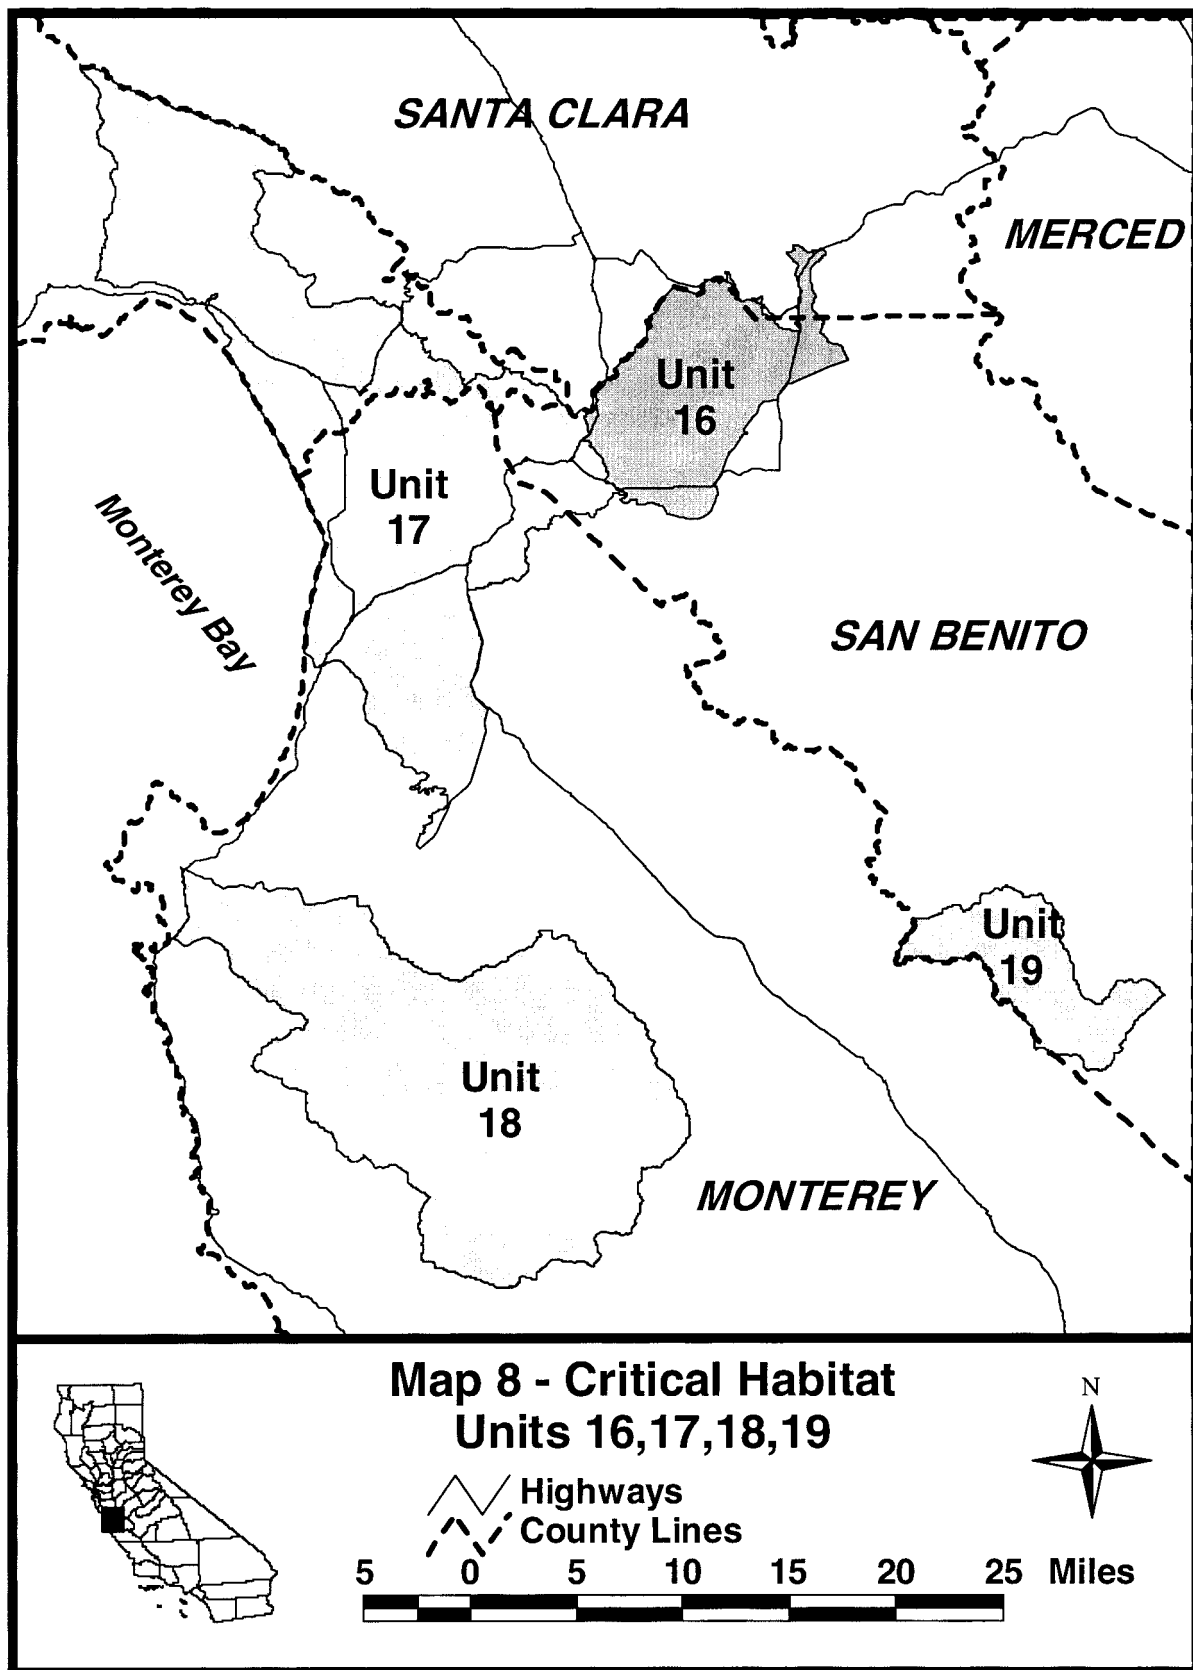 SANTA CLARA
MERCED
Unit
16
Unit
17
Monterey Bay
SAN BENITO
Unit
19
Unit
18
MONTEREY
Map 8 - Critical Habitat
Units 16,17,18,19
N
Highways
County Lines
5 0 5 10 15 20 25 Miles